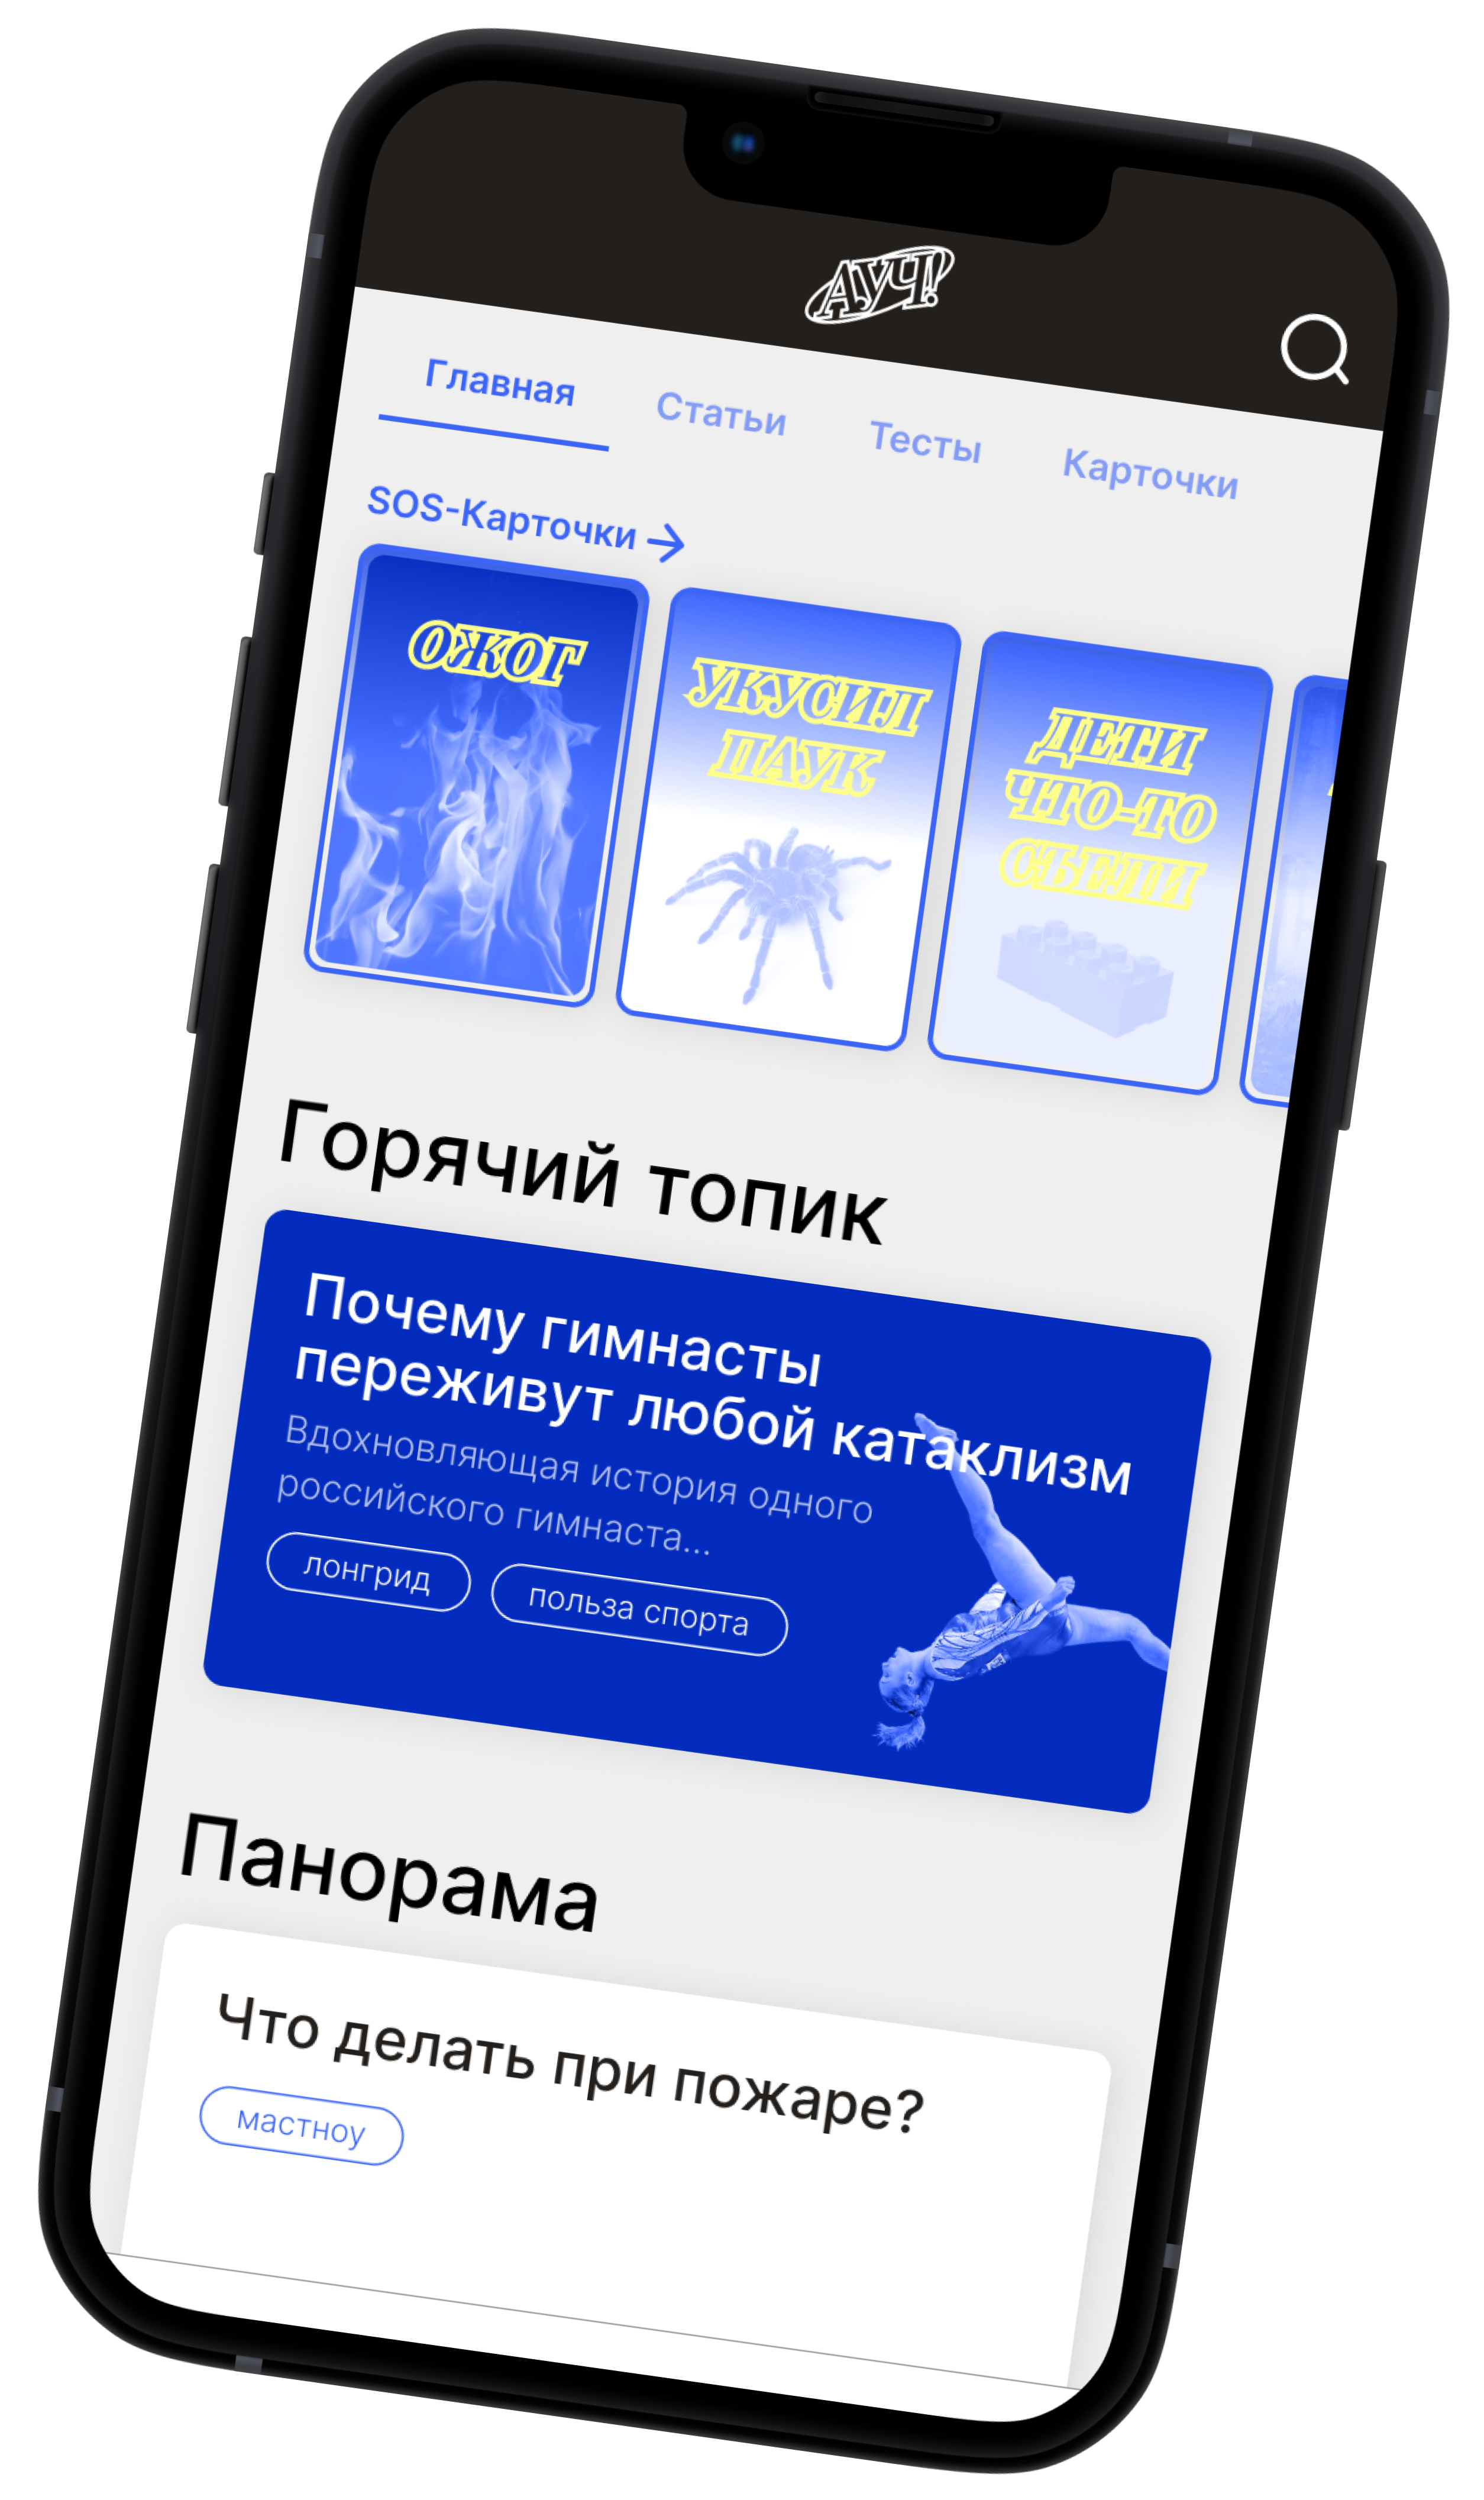 АУЧ!
Главная Статьи Тесты Карточки
SOS-Карточки →
ОЖОГ
УКУСИЛ
ПАУК
ДЕТИ
ЧТО-ТО
СЪЕЛИ
Горячий топик
Почему гимнасты
переживут любой катаклизм
Вдохновляющая история одного
российского гимнаста...
лонгрид польза спорта
Панорама
Что делать при пожаре?
мастноу